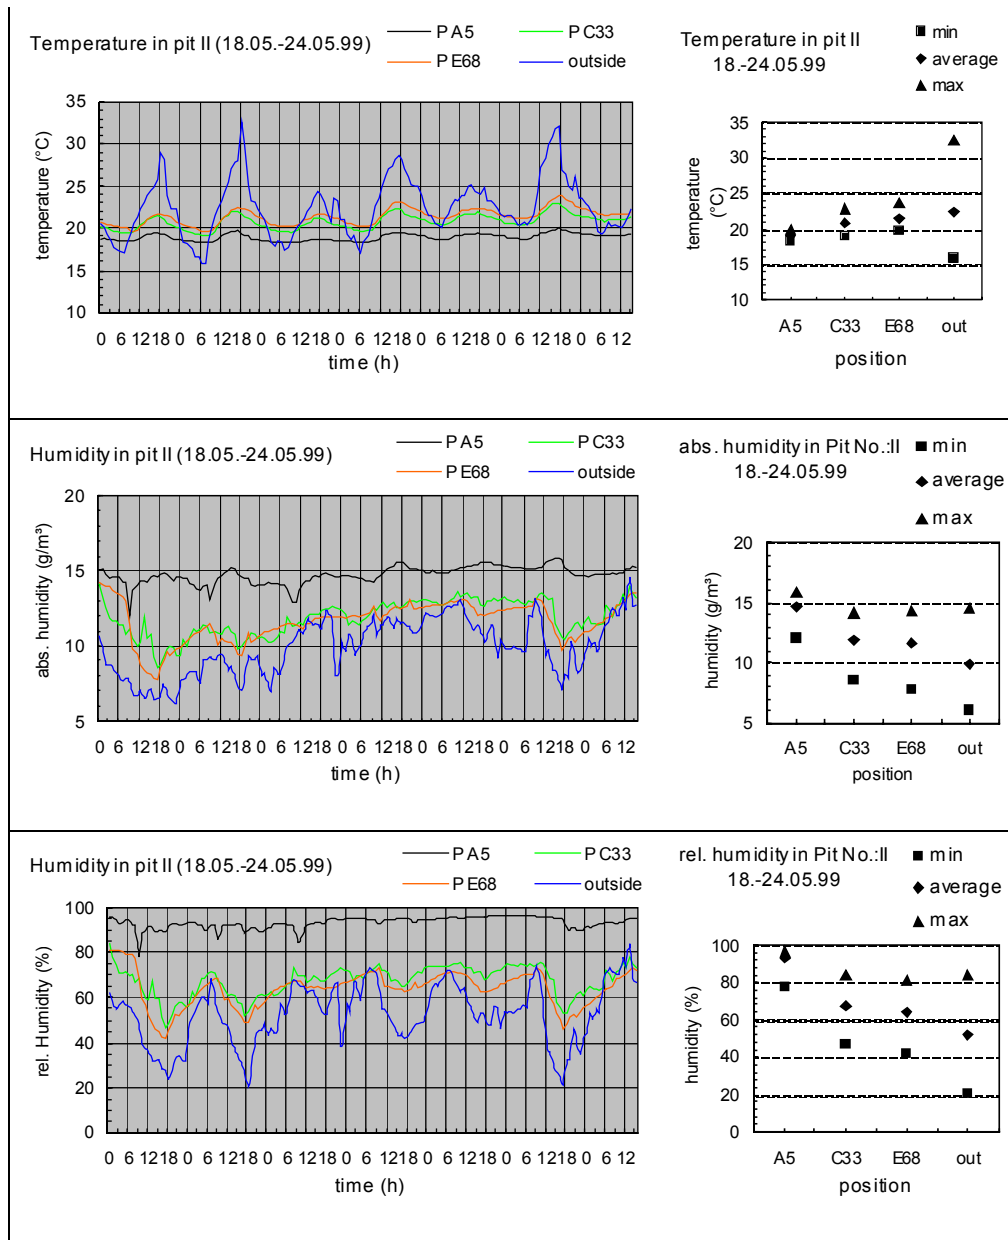 Temperature in pit II (18.05.-24.05.99)
PA5
PC33
PE68
outside
temperature (°C)
35
30
25
20
15
10
0 6 1218 0 6 1218 0 6 1218 0 6 1218 0 6 1218 0 6 1218 0 6 12
time (h)
Temperature in pit II
18.-24.05.99
min
average
max
temperature
(°C)
35
30
25
20
15
10
A5 C33 E68 out
position
Humidity in pit II (18.05.-24.05.99)
PA5
PC33
PE68
outside
abs. humidity (g/m³)
20
15
10
5
0 6 1218 0 6 1218 0 6 1218 0 6 1218 0 6 1218 0 6 1218 0 6 12
time (h)
abs. humidity in Pit No.:II
18.-24.05.99
min
average
max
humidity (g/m³)
20
15
10
5
A5 C33 E68 out
position
Humidity in pit II (18.05.-24.05.99)
PA5
PC33
PE68
outside
rel. Humidity (%)
100
80
60
40
20
0
0 6 1218 0 6 1218 0 6 1218 0 6 1218 0 6 1218 0 6 1218 0 6 12
time (h)
rel. humidity in Pit No.:II
18.-24.05.99
min
average
max
humidity (%)
100
80
60
40
20
0
A5 C33 E68 out
position